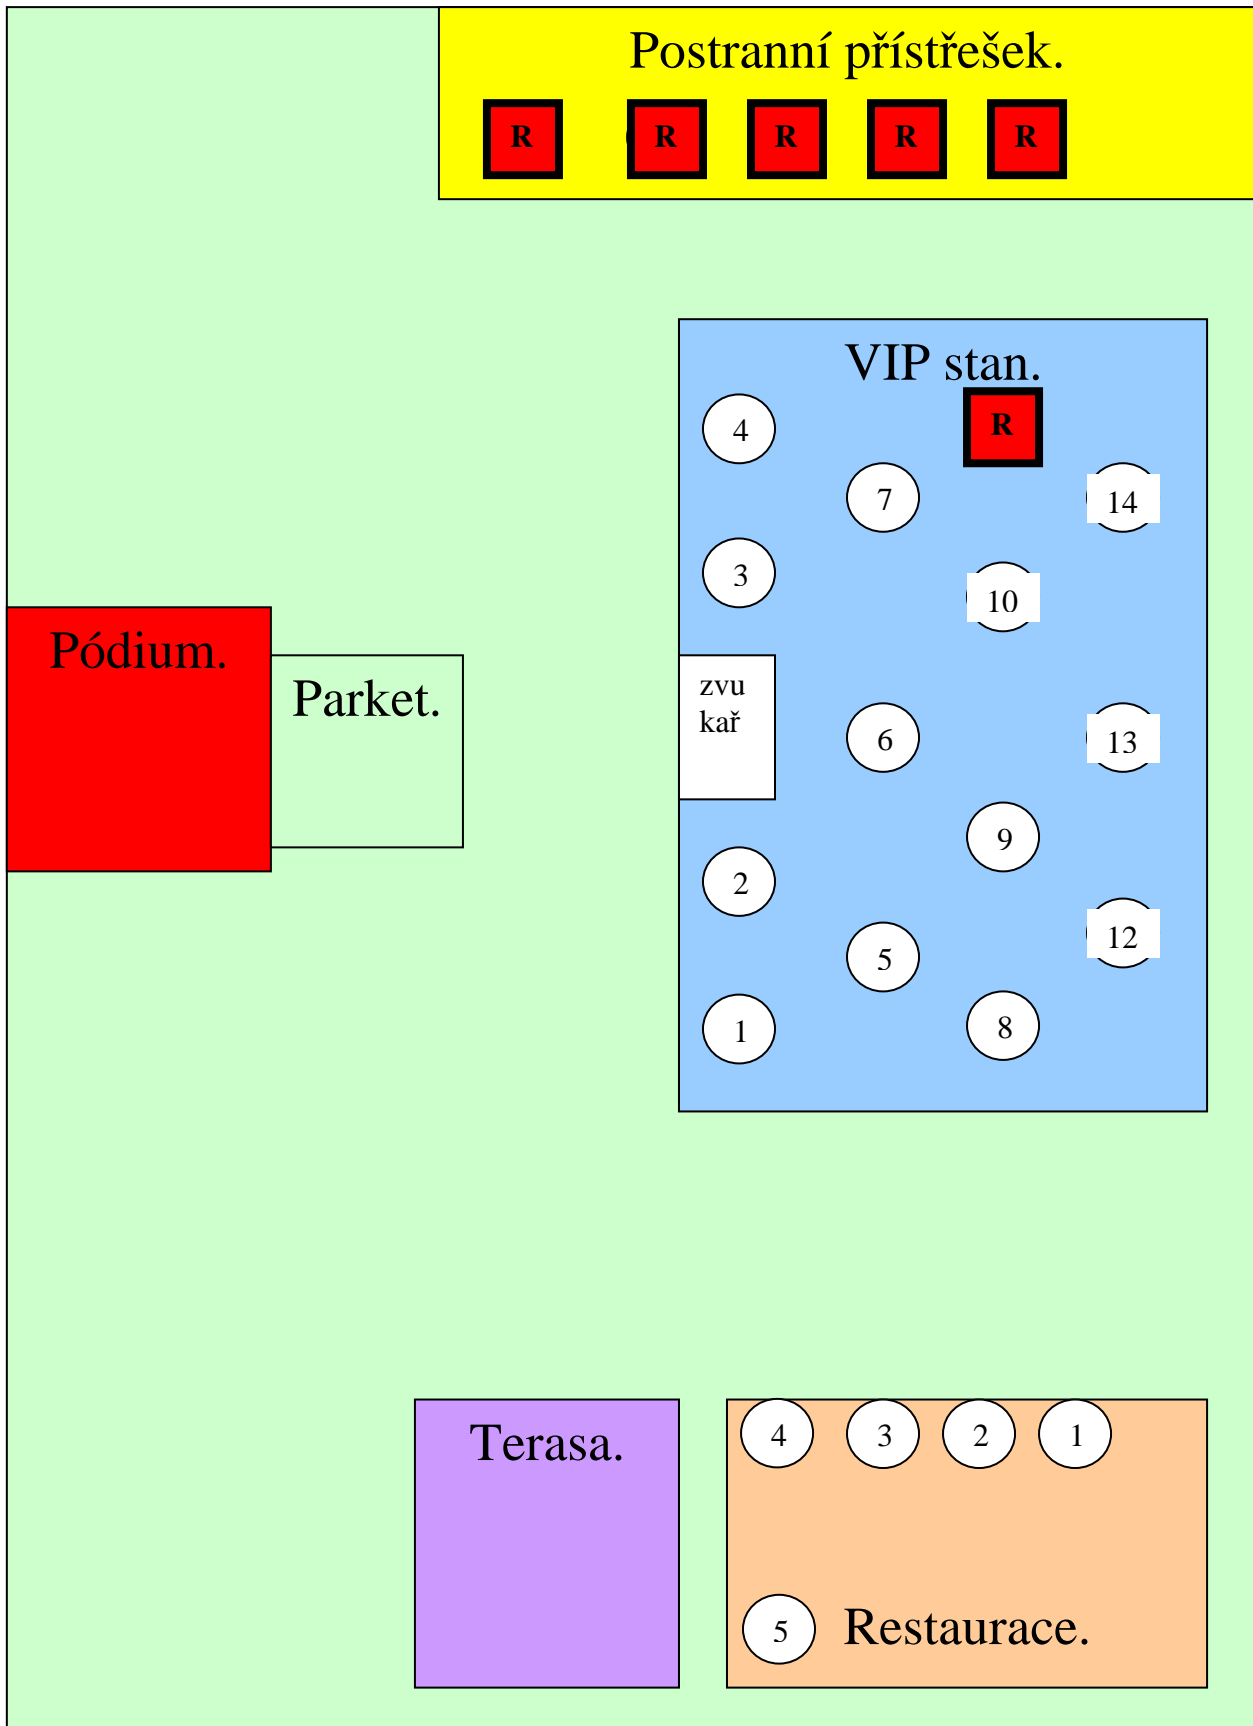 Postranní přístřešek.
R R R R R
VIP stan.
4
R
7
14
3
10
Pódium.
Parket.
zvu
kař
6
13
9
2
12
5
1
8
Terasa.
4 3 2 1
5
Restaurace.